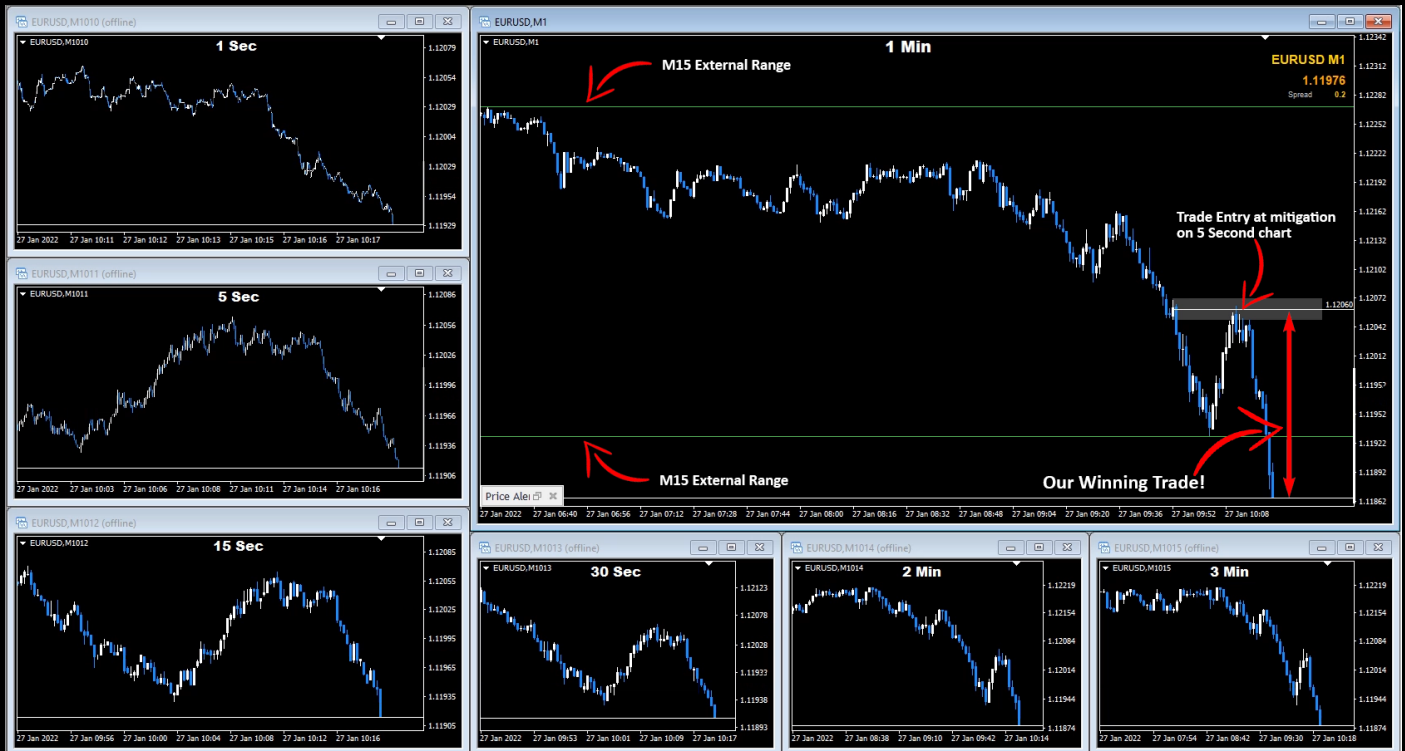 EURUSD,M1010 (offline)
EURUSD,M1010
1 Sec
1.12079
1.12054
1.12029
1.12004
1.12029
1.11954
1.11929
27 Jan 2022 27 Jan 10:11 27 Jan 10:12 27 Jan 10:13 27 Jan 10:15 27 Jan 10:16 27 Jan 10:17
EURUSD,M1011 (offline)
EURUSD,M1011
5 Sec
1.12086
1.12056
1.12026
1.11996
1.11966
1.11936
1.11906
27 Jan 2022 27 Jan 10:03 27 Jan 10:06 27 Jan 10:08 27 Jan 10:11 27 Jan 10:14 27 Jan 10:16
EURUSD,M1012 (offline)
EURUSD,M1012
15 Sec
1.12085
1.12055
1.12025
1.11995
1.11965
1.11935
1.11905
27 Jan 2022 27 Jan 09:56 27 Jan 10:00 27 Jan 10:04 27 Jan 10:08 27 Jan 10:12 27 Jan 10:16
EURUSD,M1
EURUSD,M1
1 Min
M15 External Range
EURUSD M1
1.11976
Spread 0.2
Trade Entry at mitigation
on 5 Second chart
1.12060
M15 External Range
Our Winning Trade!
Price Aler
1.12342
1.12312
1.12282
1.12252
1.12222
1.12192
1.12162
1.12132
1.12102
1.12072
1.12042
1.12012
1.11952
1.11952
1.11922
1.11892
1.11862
27 Jan 2022 27 Jan 06:40 27 Jan 06:56 27 Jan 07:12 27 Jan 07:28 27 Jan 07:44 27 Jan 08:00 27 Jan 08:16 27 Jan 08:32 27 Jan 08:48 27 Jan 09:04 27 Jan 09:20 27 Jan 09:36 27 Jan 09:52 27 Jan 10:08
EURUSD,M1013 (offline)
EURUSD,M1013
30 Sec
1.12123
1.12078
1.12028
1.11933
1.11938
1.11893
27 Jan 2022 27 Jan 09:53 27 Jan 10:01 27 Jan 10:09 27 Jan 10:17
EURUSD,M1014 (offline)
EURUSD,M1014
2 Min
1.12219
1.12154
1.12084
1.12014
1.11944
1.11874
27 Jan 2022 27 Jan 08:38 27 Jan 09:10 27 Jan 09:42 27 Jan 10:14
EURUSD,M1015 (offline)
EURUSD,M1015
3 Min
1.12219
1.12154
1.12084
1.12014
1.11944
1.11874
27 Jan 2022 27 Jan 07:54 27 Jan 08:42 27 Jan 09:30 27 Jan 10:18